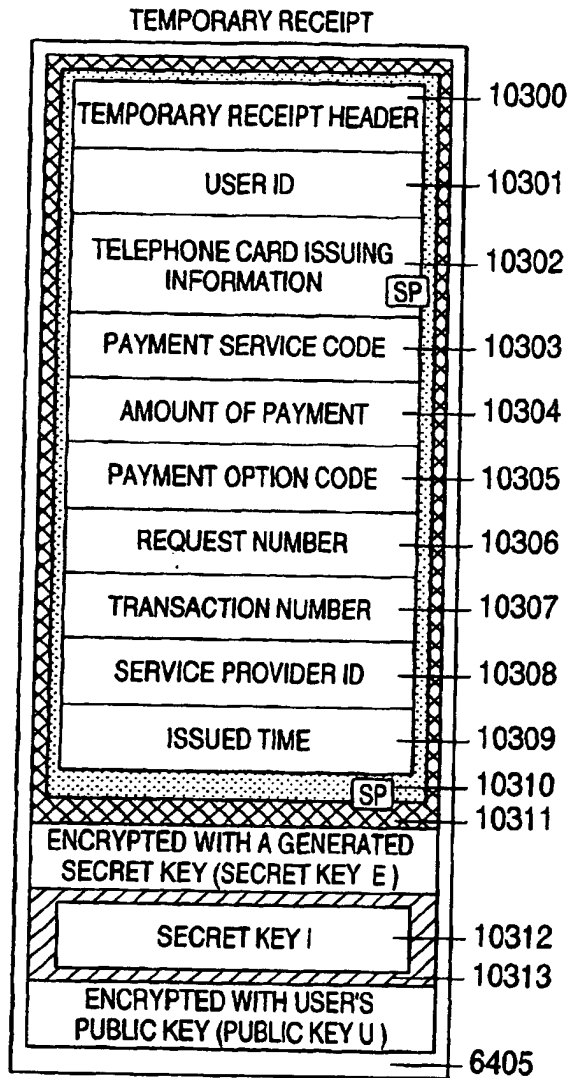 TEMPORARY RECEIPT
TEMPORARY RECEIPT HEADER
10300
USER ID
10301
TELEPHONE CARD ISSUING
INFORMATION
10302
SP
PAYMENT SERVICE CODE
10303
AMOUNT OF PAYMENT
10304
PAYMENT OPTION CODE
10305
REQUEST NUMBER
10306
TRANSACTION NUMBER
10307
SERVICE PROVIDER ID
10308
ISSUED TIME
10309
10310
SP
10311
ENCRYPTED WITH A GENERATED
SECRET KEY (SECRET KEY E)
SECRET KEY I
10312
10313
ENCRYPTED WITH USER'S
PUBLIC KEY (PUBLIC KEY U)
6405